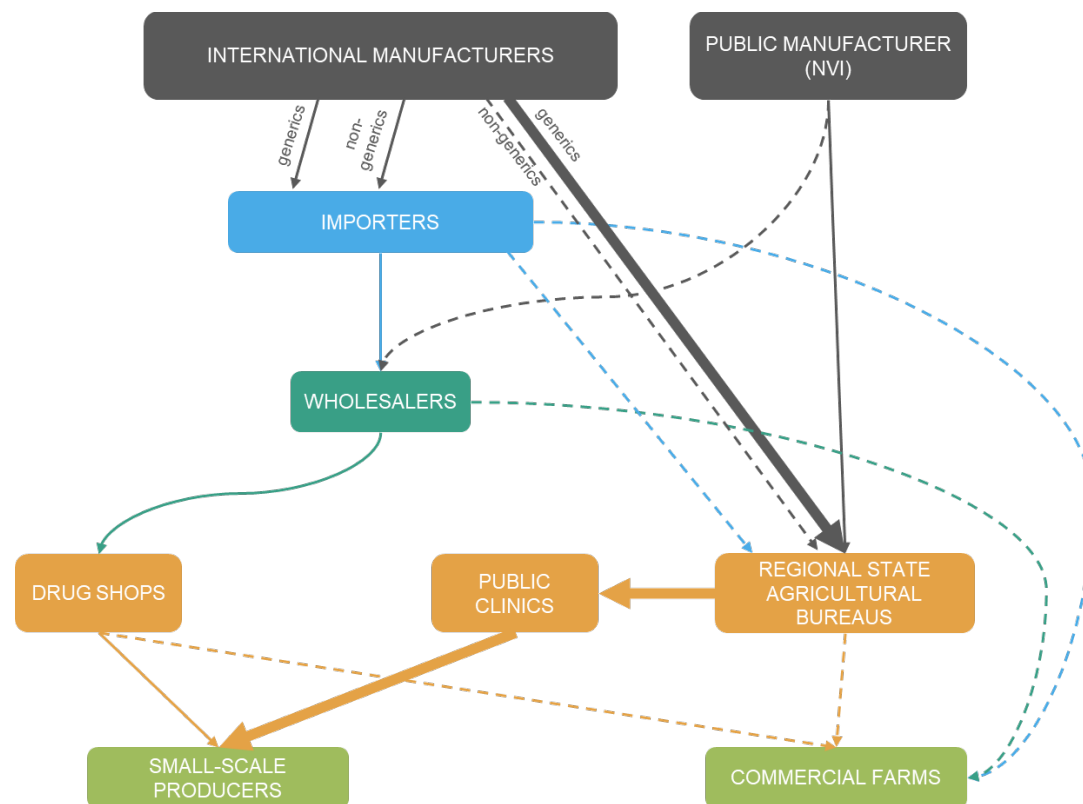 INTERNATIONAL MANUFACTURERS
PUBLIC MANUFACTURER
(NVI)
generics
non-
generics
non-generics
generics
IMPORTERS
WHOLESALERS
DRUG SHOPS
PUBLIC
CLINICS
REGIONAL STATE
AGRICULTURAL
BUREAUS
SMALL-SCALE
PRODUCERS
COMMERCIAL FARMS